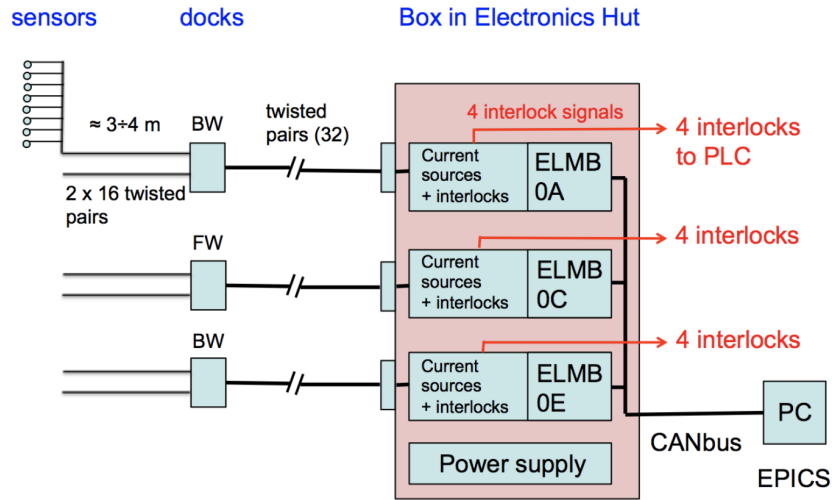 sensors
docks
Box in Electronics Hut
≈ 3÷4 m
BW
twisted
pairs (32)
4 interlock signals
4 interlocks
to PLC
Current
sources
+ interlocks
ELMB
0A
2 x 16 twisted
pairs
FW
Current
sources
+ interlocks
ELMB
0C
4 interlocks
BW
Current
sources
+ interlocks
ELMB
0E
4 interlocks
Power supply
CANbus
PC
EPICS